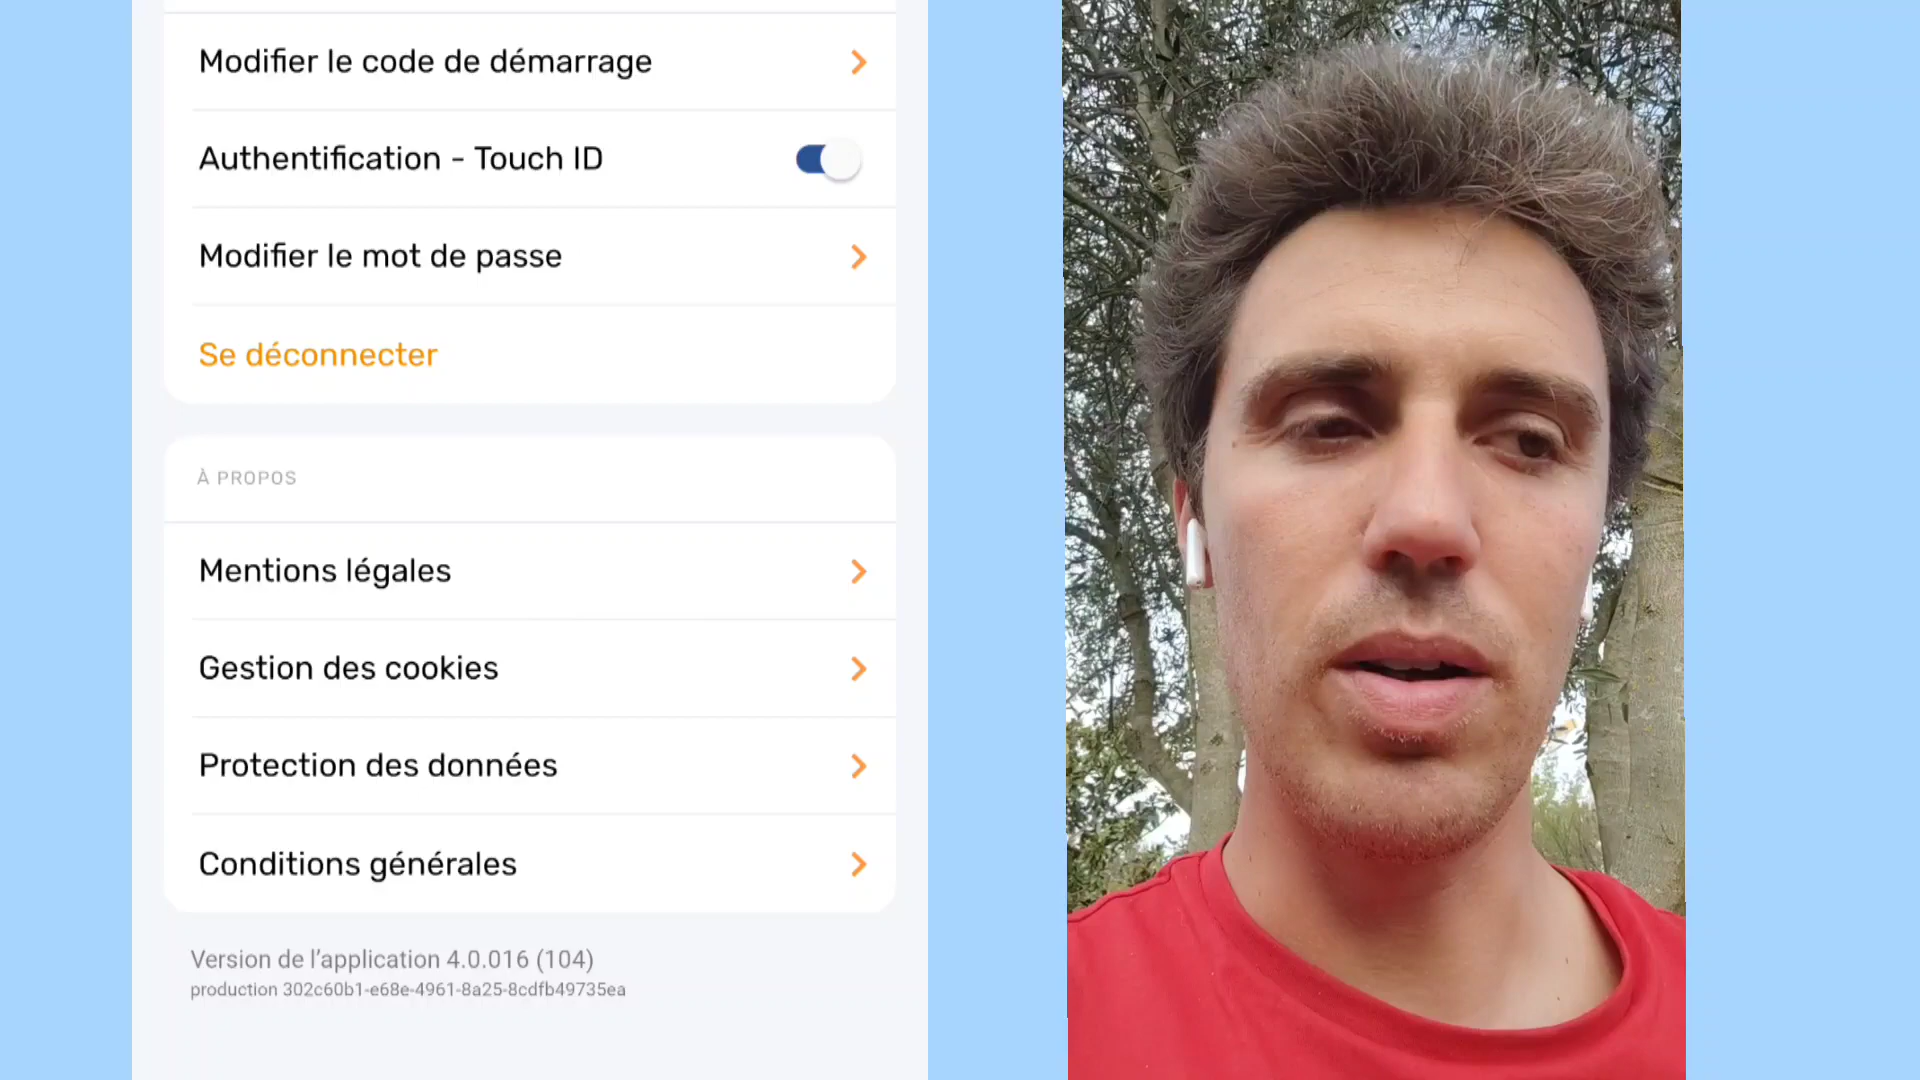 Modifier le code de démarrage
Authentification - Touch ID
Modifier le mot de passe
Se déconnecter
À PROPOS
Mentions légales
Gestion des cookies
Protection des données
Conditions générales
Version de l’application 4.0.016 (104)
production 302c60b1-e68e-4961-8a25-8cdfb49735ea